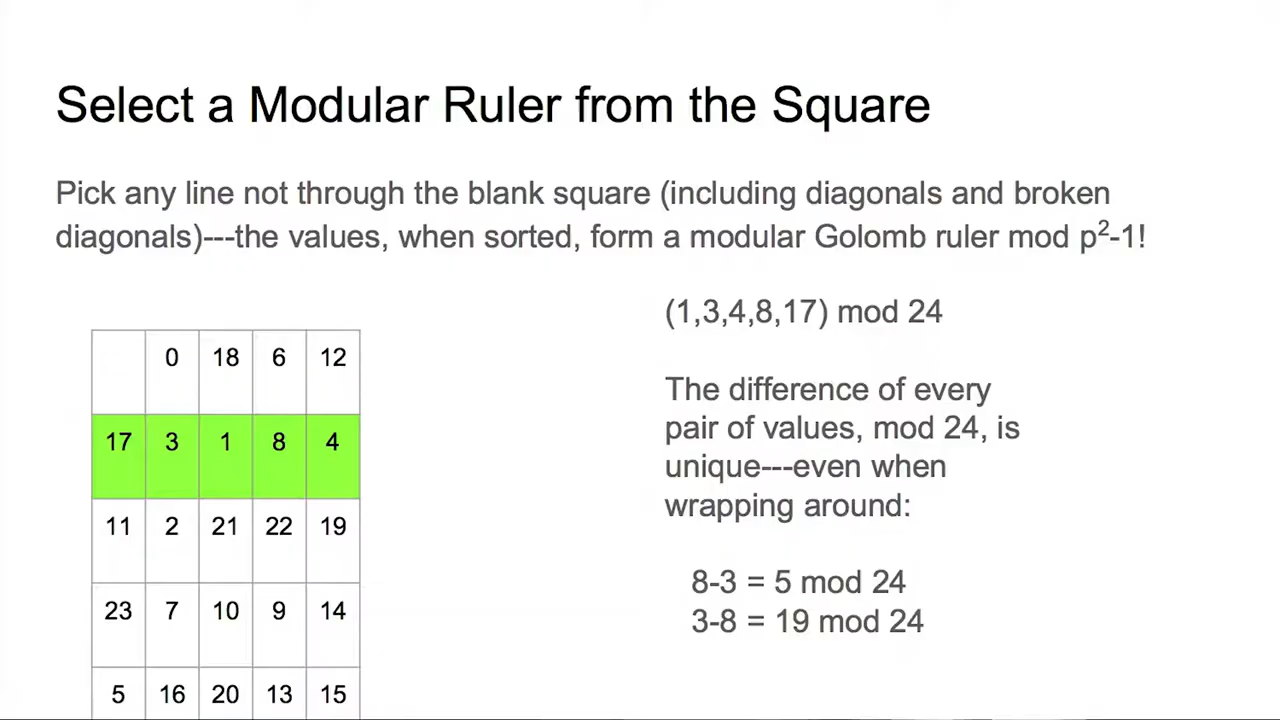 Select a Modular Ruler from the Square
Pick any line not through the blank square (including diagonals and broken
diagonals)---the values, when sorted, form a modular Golomb ruler mod p²-1!
(1,3,4,8,17) mod 24
The difference of every
pair of values, mod 24, is
unique---even when
wrapping around:
8-3 = 5 mod 24
3-8 = 19 mod 24
0 18 6 12
17 3 1 8 4
11 2 21 22 19
23 7 10 9 14
5 16 20 13 15